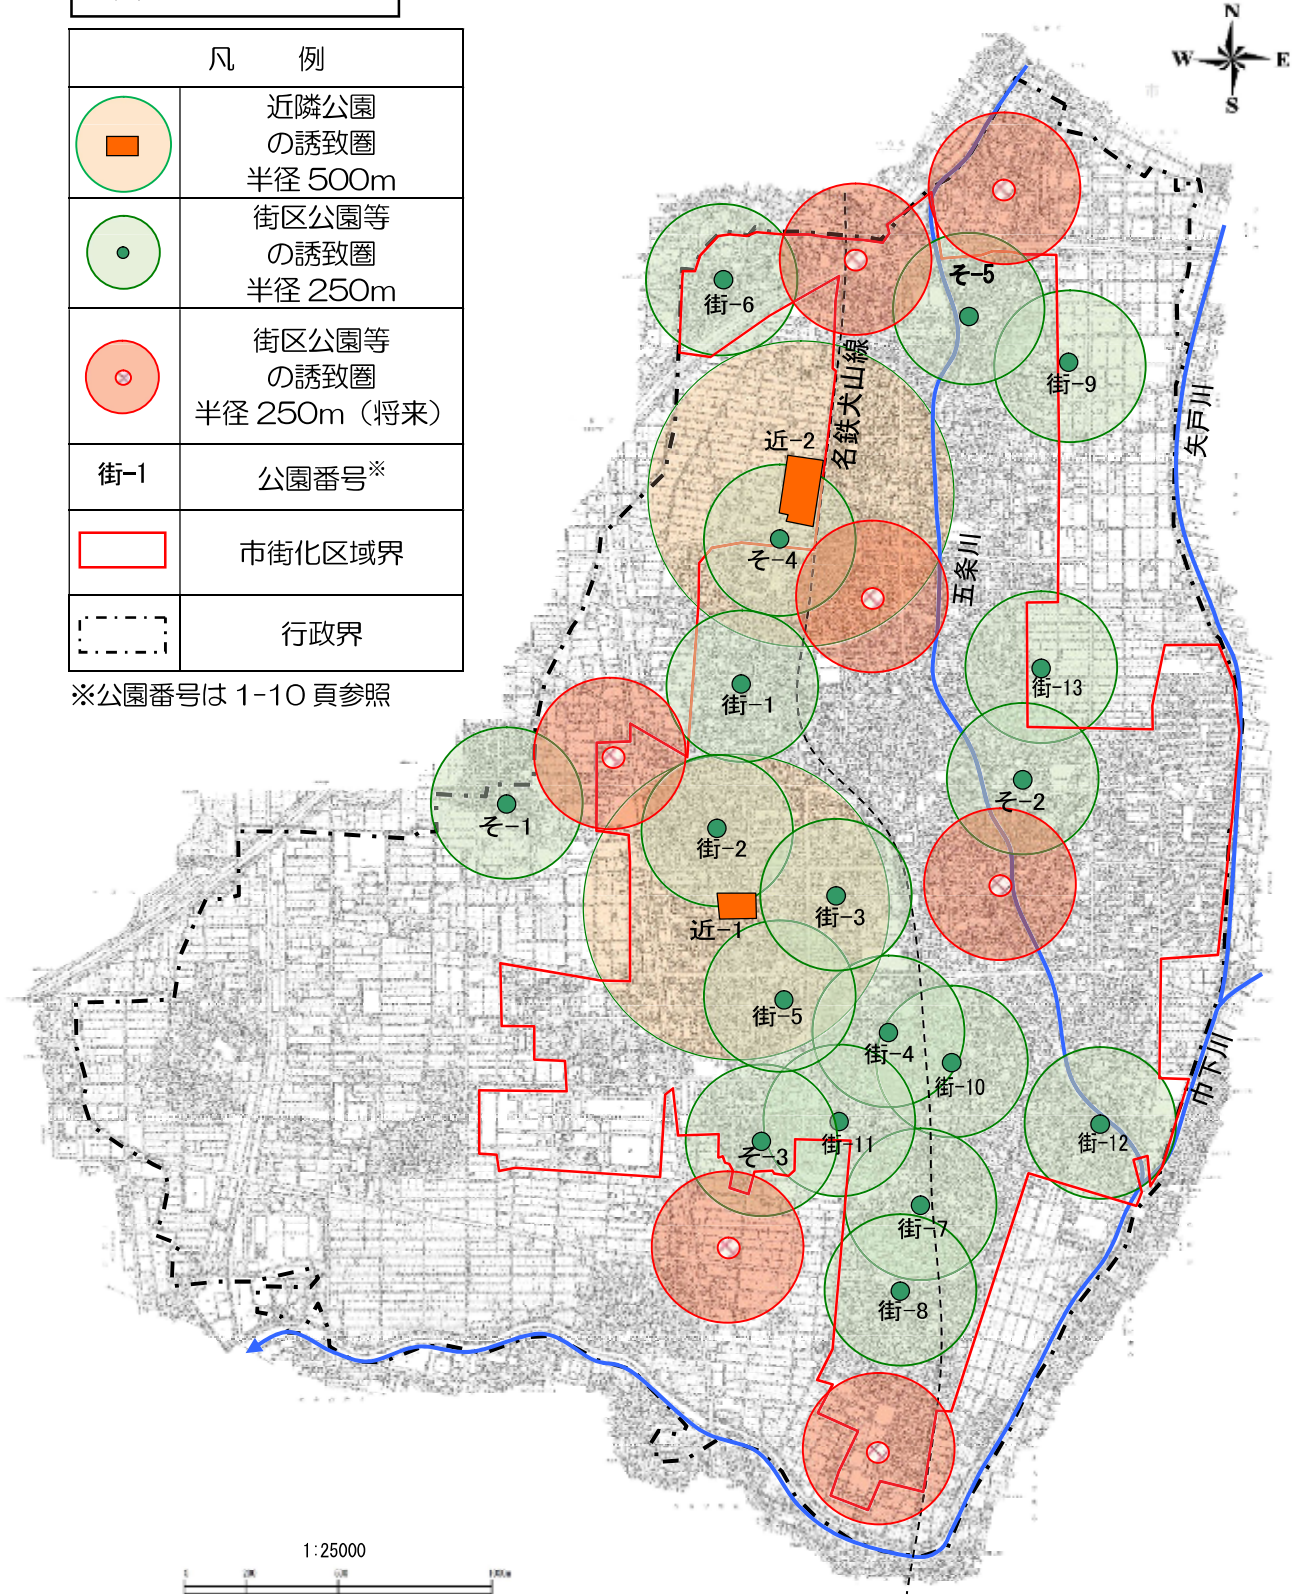 凡　例
近隣公園
の誘致圏
半径 500m
街区公園等
の誘致圏
半径 250m
街区公園等
の誘致圏
半径 250m（将来）
街-1
公園番号※
市街化区域界
行政界
※公園番号は 1-10 頁参照
N
W
E
S
そ-5
街-6
街-9
名鉄犬山線
矢戸川
近-2
そ-4
五条川
街-13
街-1
そ-2
そ-1
街-2
街-3
近-1
街-5
街-4
街-10
市下川
街-11
街-12
そ-3
街-7
街-8
1:25000